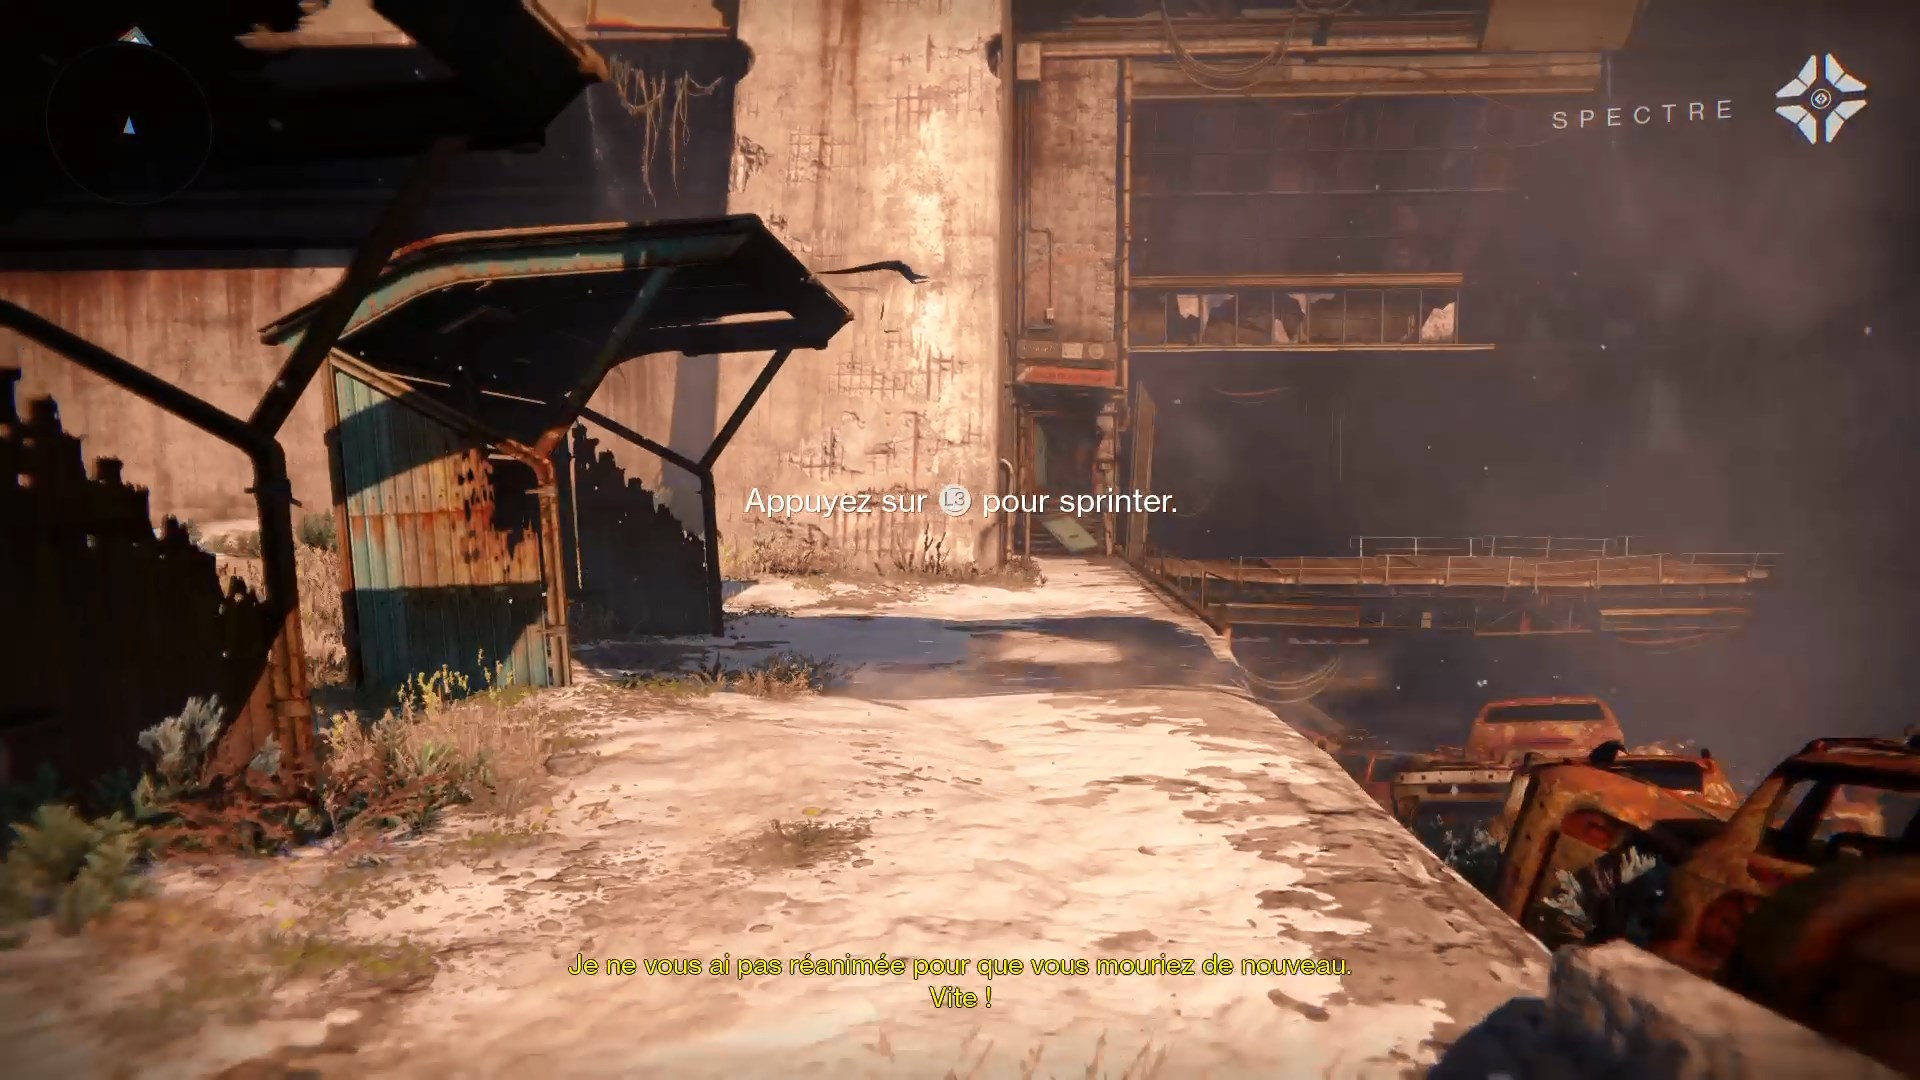 SPECTRE
Appuyez sur L3 pour sprinter.
Je ne vous ai pas réanimée pour que vous mouriez de nouveau.
Vite !